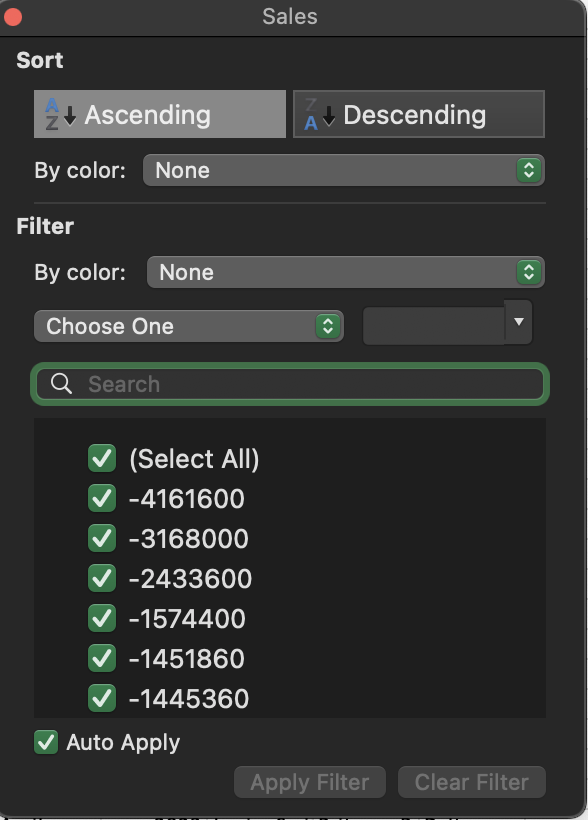 Sales
Sort
A Z Ascending
Z A Descending
By color: None
Filter
By color: None
Choose One
Search
(Select All)
-4161600
-3168000
-2433600
-1574400
-1451860
-1445360
Auto Apply
Apply Filter
Clear Filter